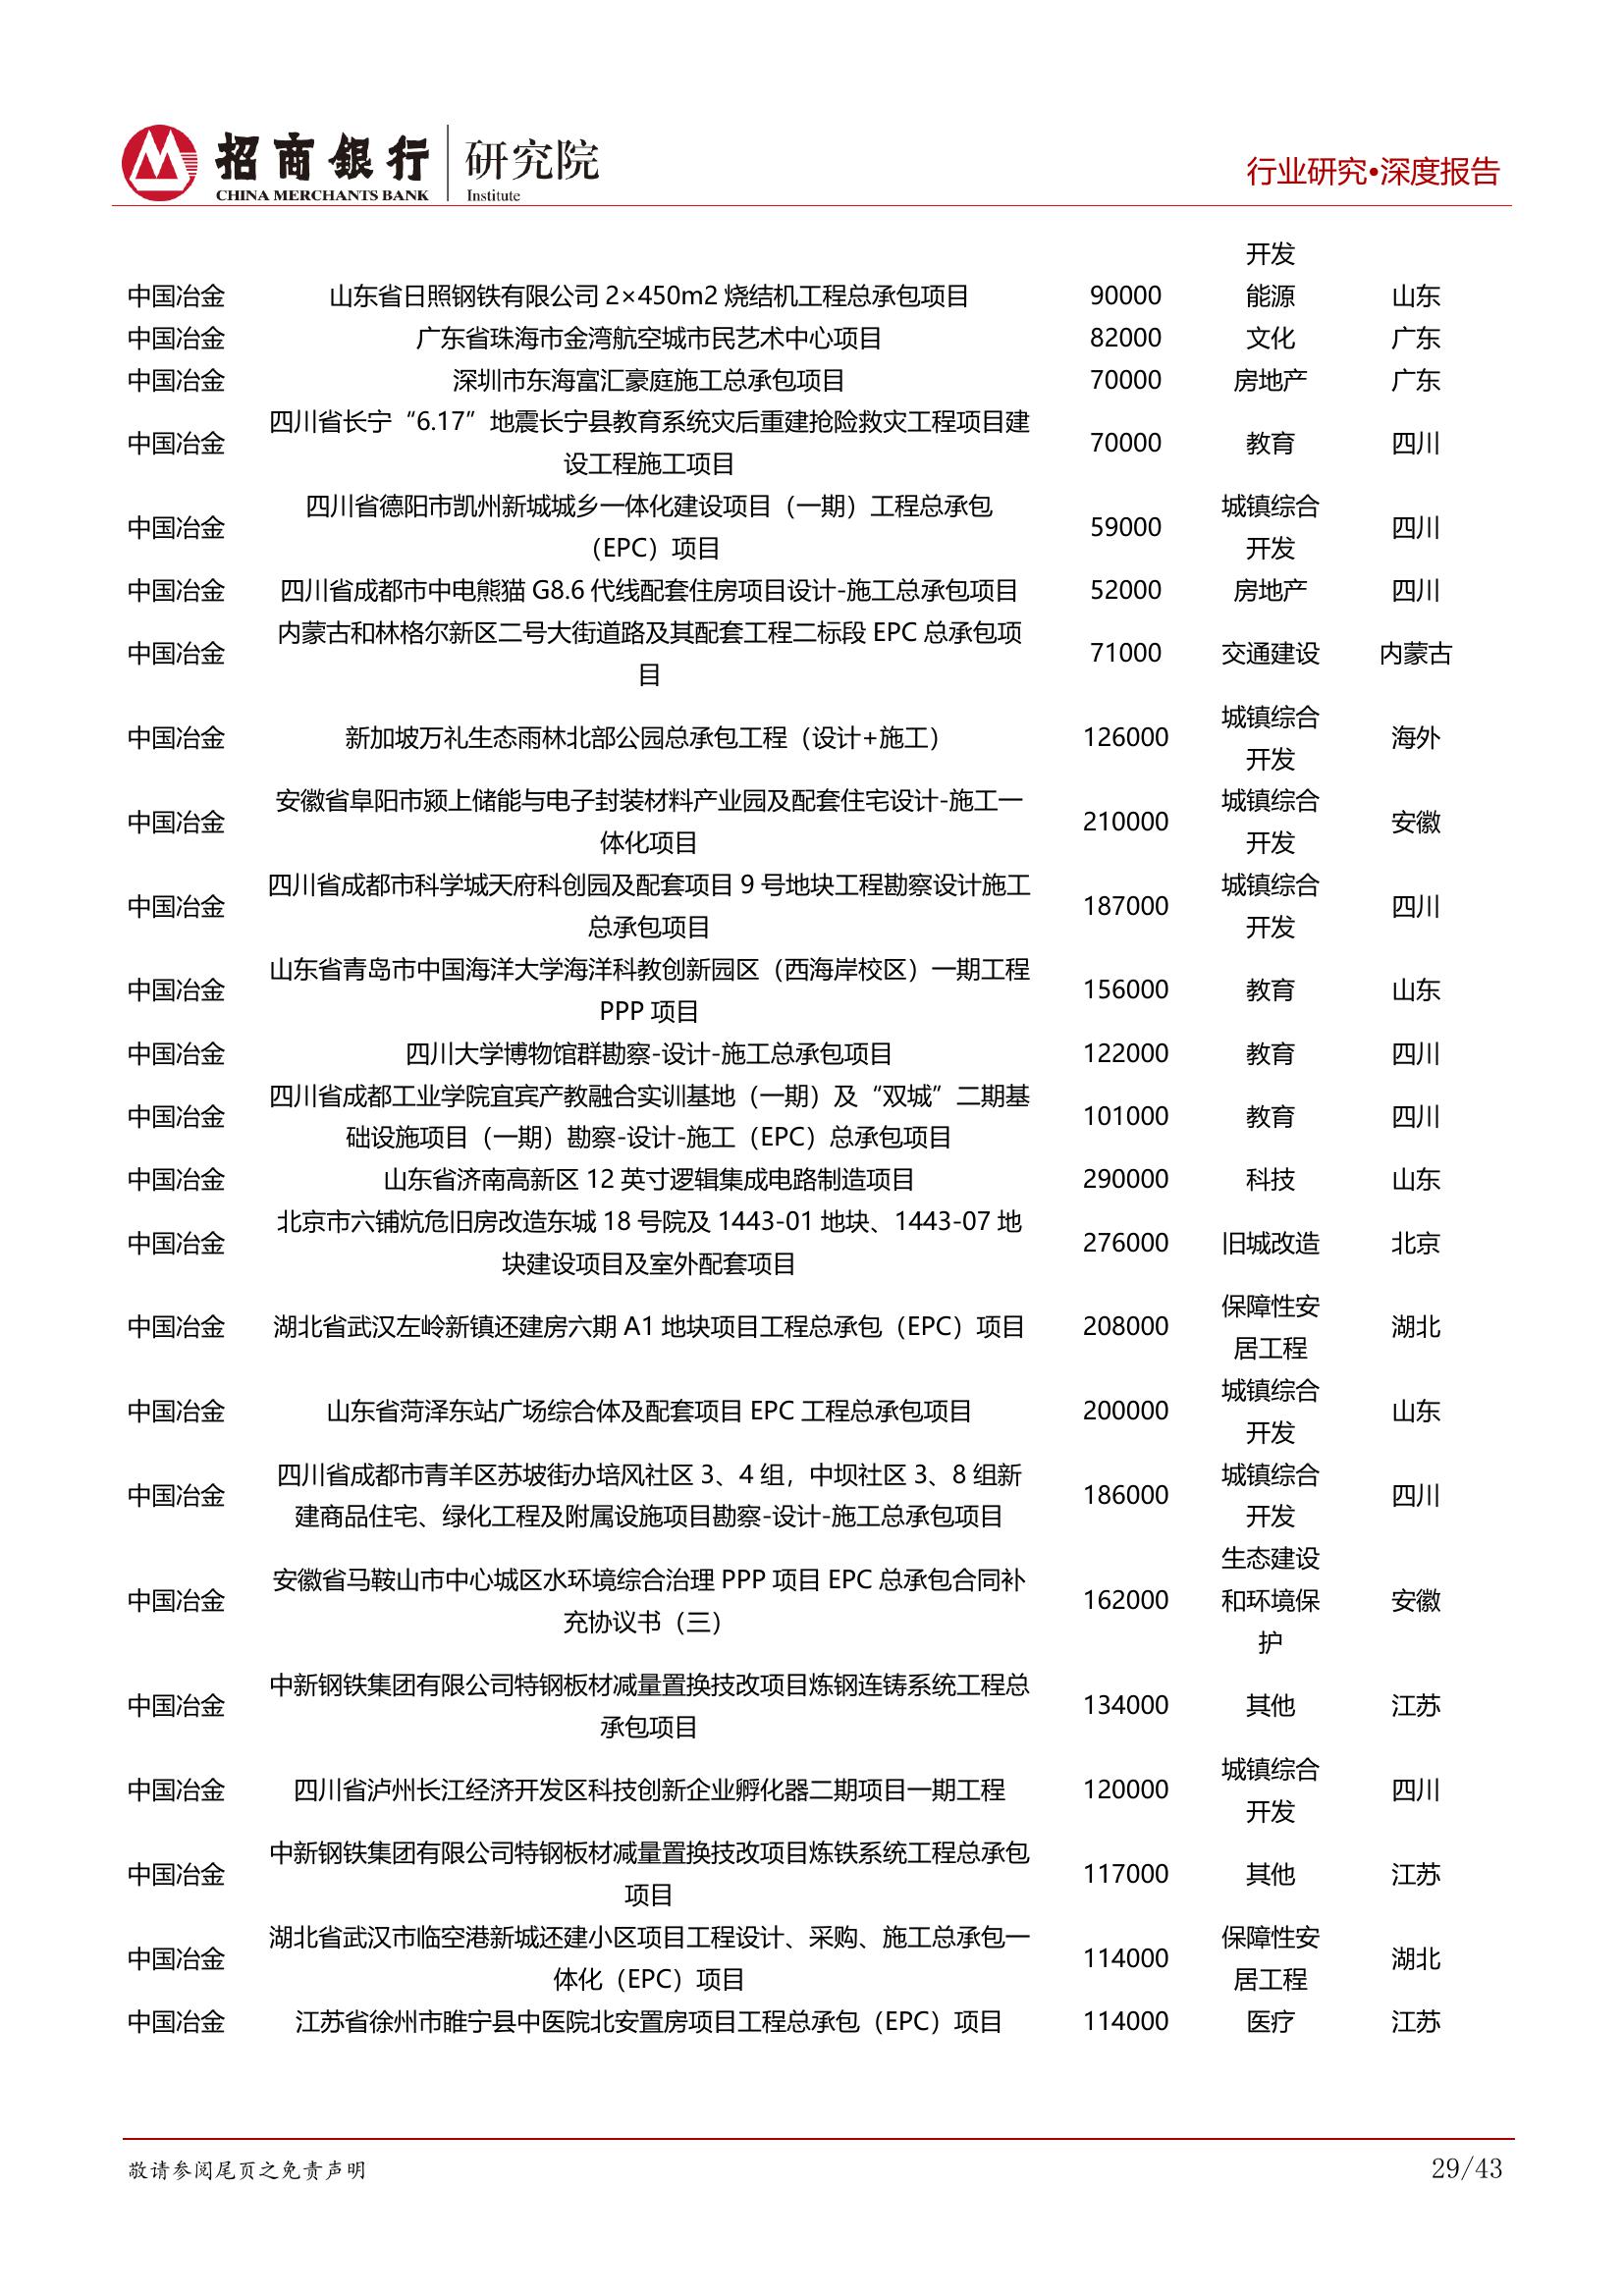 招商银行 研究院
CHINA MERCHANTS BANK Institute
行业研究•深度报告
开发
中国冶金 山东省日照钢铁有限公司 2×450m2 烧结机工程总承包项目 90000 能源 山东
中国冶金 广东省珠海市金湾航空城市民艺术中心项目 82000 文化 广东
中国冶金 深圳市东海富汇豪庭施工总承包项目 70000 房地产 广东
四川省长宁“6.17”地震长宁县教育系统灾后重建抢险救灾工程项目建
中国冶金 70000 教育 四川
设工程施工项目
四川省德阳市凯州新城城乡一体化建设项目（一期）工程总承包 城镇综合
中国冶金 59000 四川
（EPC）项目 开发
中国冶金 四川省成都市中电熊猫 G8.6 代线配套住房项目设计-施工总承包项目 52000 房地产 四川
内蒙古和林格尔新区二号大街道路及其配套工程二标段 EPC 总承包项
中国冶金 71000 交通建设 内蒙古
目
城镇综合
中国冶金 新加坡万礼生态雨林北部公园总承包工程（设计+施工） 126000 海外
开发
安徽省阜阳市颍上储能与电子封装材料产业园及配套住宅设计-施工一 城镇综合
中国冶金 210000 安徽
体化项目 开发
四川省成都市科学城天府科创园及配套项目 9 号地块工程勘察设计施工 城镇综合
中国冶金 187000 四川
总承包项目 开发
山东省青岛市中国海洋大学海洋科教创新园区（西海岸校区）一期工程
中国冶金 156000 教育 山东
PPP 项目
中国冶金 四川大学博物馆群勘察-设计-施工总承包项目 122000 教育 四川
四川省成都工业学院宜宾产教融合实训基地（一期）及“双城”二期基
中国冶金 101000 教育 四川
础设施项目（一期）勘察-设计-施工（EPC）总承包项目
中国冶金 山东省济南高新区 12 英寸逻辑集成电路制造项目 290000 科技 山东
北京市六铺炕危旧房改造东城 18 号院及 1443-01 地块、1443-07 地
中国冶金 276000 旧城改造 北京
块建设项目及室外配套项目
保障性安
中国冶金 湖北省武汉左岭新镇还建房六期 A1 地块项目工程总承包（EPC）项目 208000 湖北
居工程
城镇综合
中国冶金 山东省菏泽东站广场综合体及配套项目 EPC 工程总承包项目 200000 山东
开发
四川省成都市青羊区苏坡街办培风社区 3、4 组，中坝社区 3、8 组新 城镇综合
中国冶金 186000 四川
建商品住宅、绿化工程及附属设施项目勘察-设计-施工总承包项目 开发
生态建设
安徽省马鞍山市中心城区水环境综合治理 PPP 项目 EPC 总承包合同补
中国冶金 162000 和环境保 安徽
充协议书（三）
护
中新钢铁集团有限公司特钢板材减量置换技改项目炼钢连铸系统工程总
中国冶金 134000 其他 江苏
承包项目
城镇综合
中国冶金 四川省泸州长江经济开发区科技创新企业孵化器二期项目一期工程 120000 四川
开发
中新钢铁集团有限公司特钢板材减量置换技改项目炼铁系统工程总承包
中国冶金 117000 其他 江苏
项目
湖北省武汉市临空港新城还建小区项目工程设计、采购、施工总承包一 保障性安
中国冶金 114000 湖北
体化（EPC）项目 居工程
中国冶金 江苏省徐州市睢宁县中医院北安置房项目工程总承包（EPC）项目 114000 医疗 江苏
敬请参阅尾页之免责声明 29/43